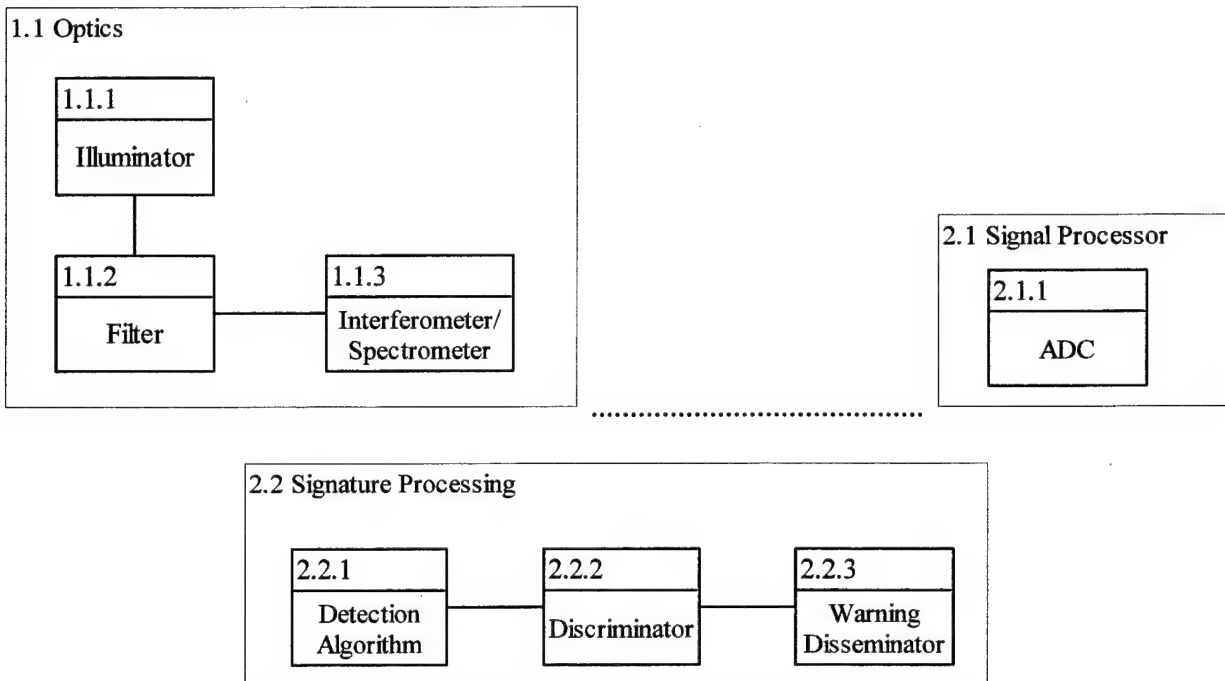 1.1 Optics
1.1.1
Illuminator
1.1.2
Filter
1.1.3
Interferometer/
Spectrometer
2.1 Signal Processor
2.1.1
ADC
2.2 Signature Processing
2.2.1
Detection
Algorithm
2.2.2
Discriminator
2.2.3
Warning
Disseminator